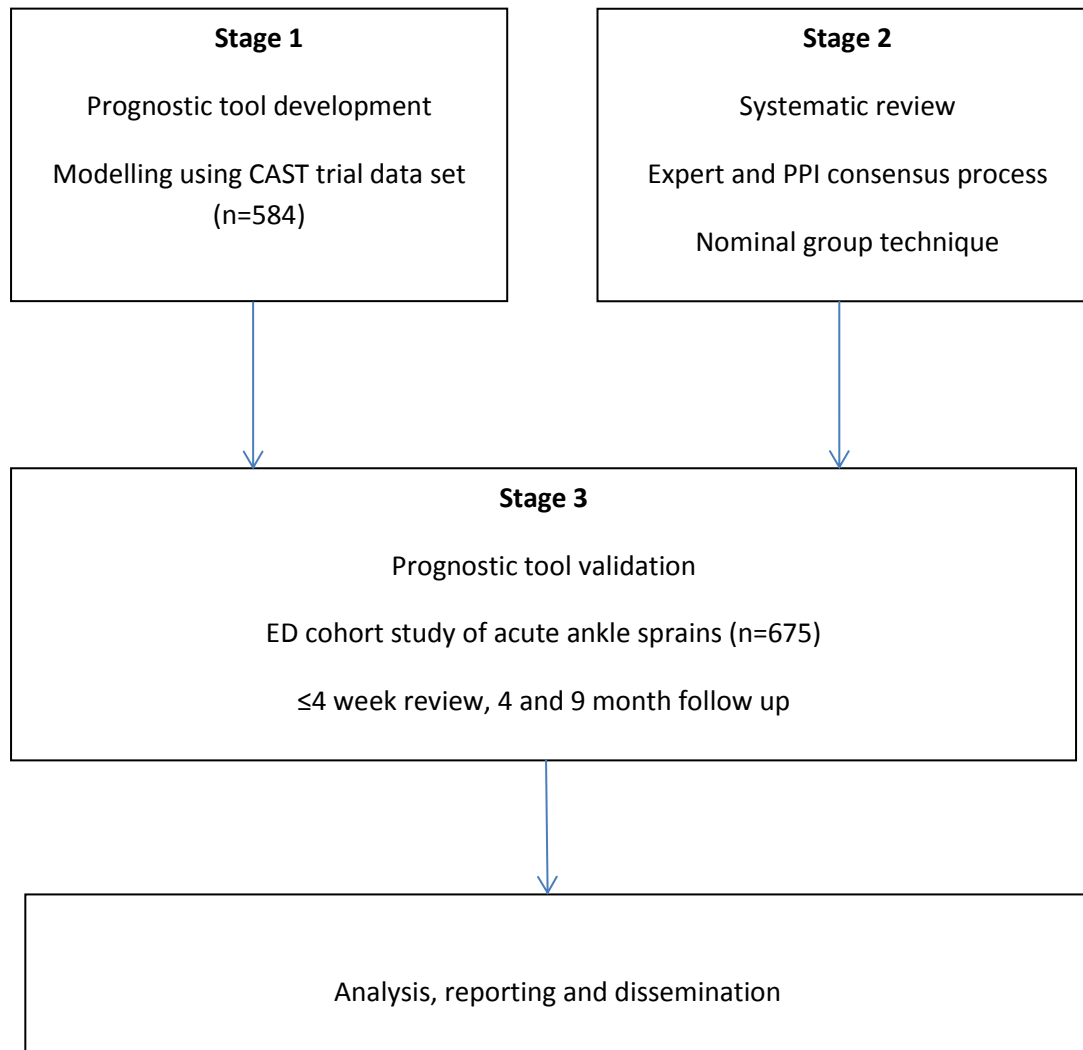 Stage 1
Prognostic tool development
Modelling using CAST trial data set
(n=584)
Stage 2
Systematic review
Expert and PPI consensus process
Nominal group technique
Stage 3
Prognostic tool validation
ED cohort study of acute ankle sprains (n=675)
≤4 week review, 4 and 9 month follow up
Analysis, reporting and dissemination